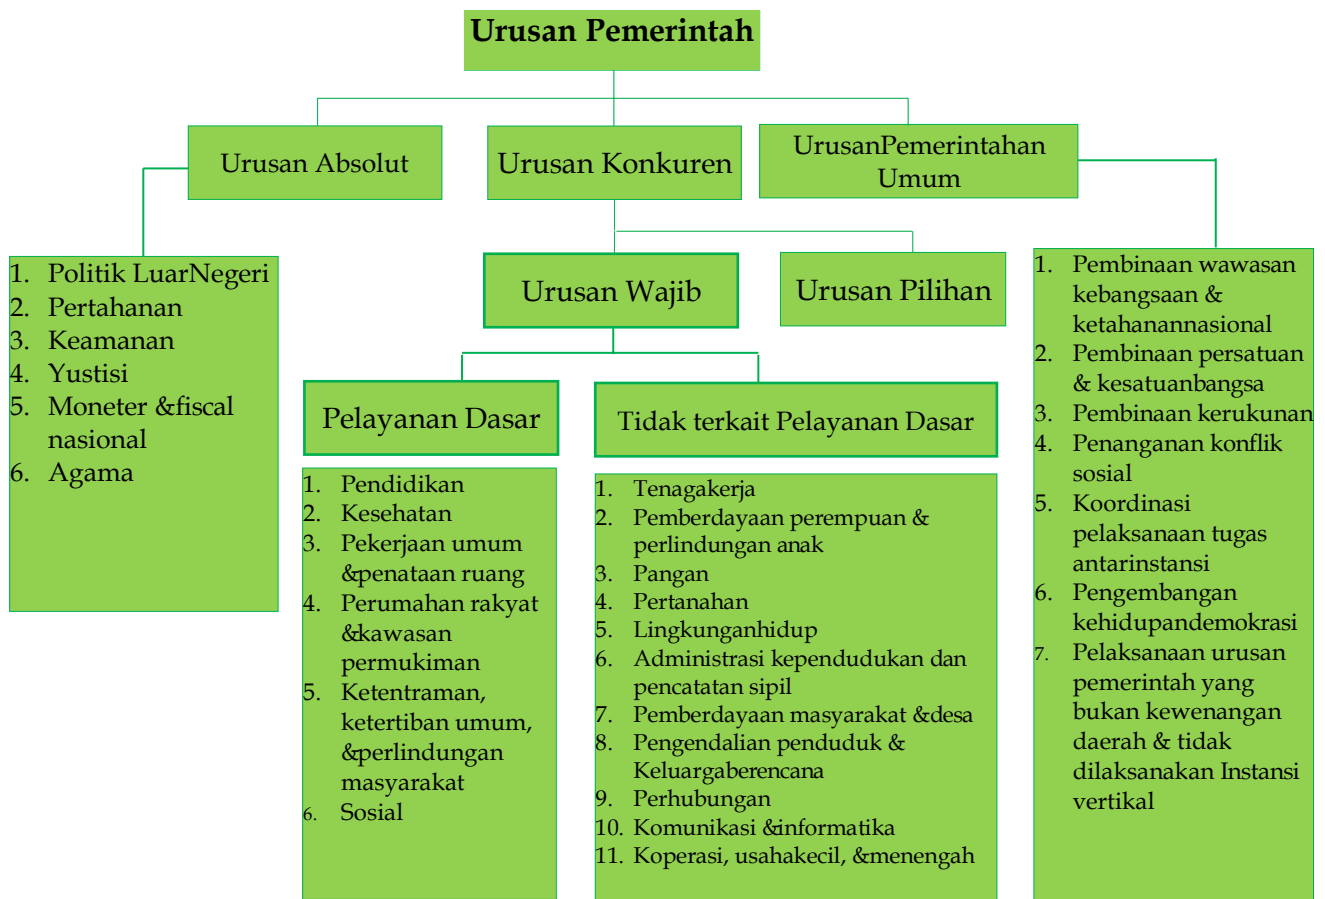 Urusan Pemerintah
Urusan Absolut
Urusan Konkuren
UrusanPemerintahan
Umum
1. Politik LuarNegeri
2. Pertahanan
3. Keamanan
4. Yustisi
5. Moneter &fiscal
nasional
6. Agama
Urusan Wajib
Urusan Pilihan
Pelayanan Dasar
Tidak terkait Pelayanan Dasar
1. Pendidikan
2. Kesehatan
3. Pekerjaan umum
&penataan ruang
4. Perumahan rakyat
&kawasan
permukiman
5. Ketentraman,
ketertiban umum,
&perlindungan
masyarakat
6. Sosial
1. Tenagakerja
2. Pemberdayaan perempuan &
perlindungan anak
3. Pangan
4. Pertanahan
5. Lingkunganhidup
6. Administrasi kependudukan dan
pencatatan sipil
7. Pemberdayaan masyarakat &desa
8. Pengendalian penduduk &
Keluargaberencana
9. Perhubungan
10. Komunikasi &informatika
11. Koperasi, usahakecil, &menengah
1. Pembinaan wawasan
kebangsaan &
ketahanannasional
2. Pembinaan persatuan
& kesatuanbangsa
3. Pembinaan kerukunan
4. Penanganan konflik
sosial
5. Koordinasi
pelaksanaan tugas
antarinstansi
6. Pengembangan
kehidupandemokrasi
7. Pelaksanaan urusan
pemerintah yang
bukan kewenangan
daerah & tidak
dilaksanakan Instansi
vertikal